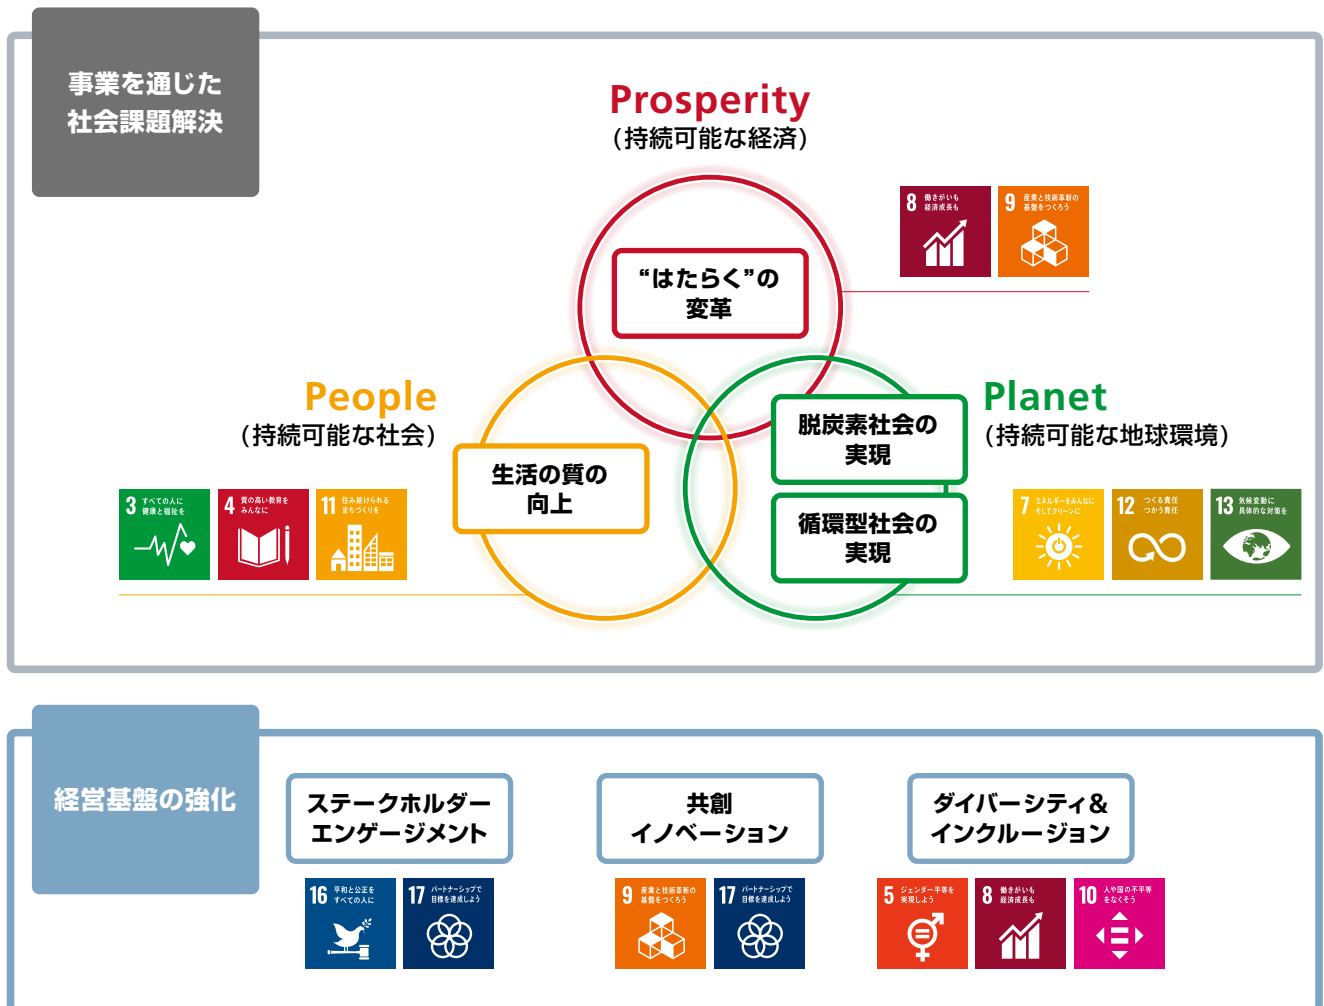 事業を通じた
社会課題解決
Prosperity
(持続可能な経済)
8 働きがいも
経済成長も
9 産業と技術革新の
基盤をつくろう
“はたらく”の
変革
People
(持続可能な社会)
Planet
(持続可能な地球環境)
脱炭素社会の
実現
生活の質の
向上
循環型社会の
実現
3 すべての人に
健康と福祉を
4 質の高い教育を
みんなに
11 住み続けられる
まちづくりを
7 エネルギーをみんなに
そしてクリーンに
12 つくる責任
つかう責任
13 気候変動に
具体的な対策を
経営基盤の強化
ステークホルダー
エンゲージメント
共創
イノベーション
ダイバーシティ&
インクルージョン
16 平和と公正を
すべての人に
17 パートナーシップで
目標を達成しよう
9 産業と技術革新の
基盤をつくろう
17 パートナーシップで
目標を達成しよう
5 ジェンダー平等を
実現しよう
8 働きがいも
経済成長も
10 人や国の不平等
をなくそう